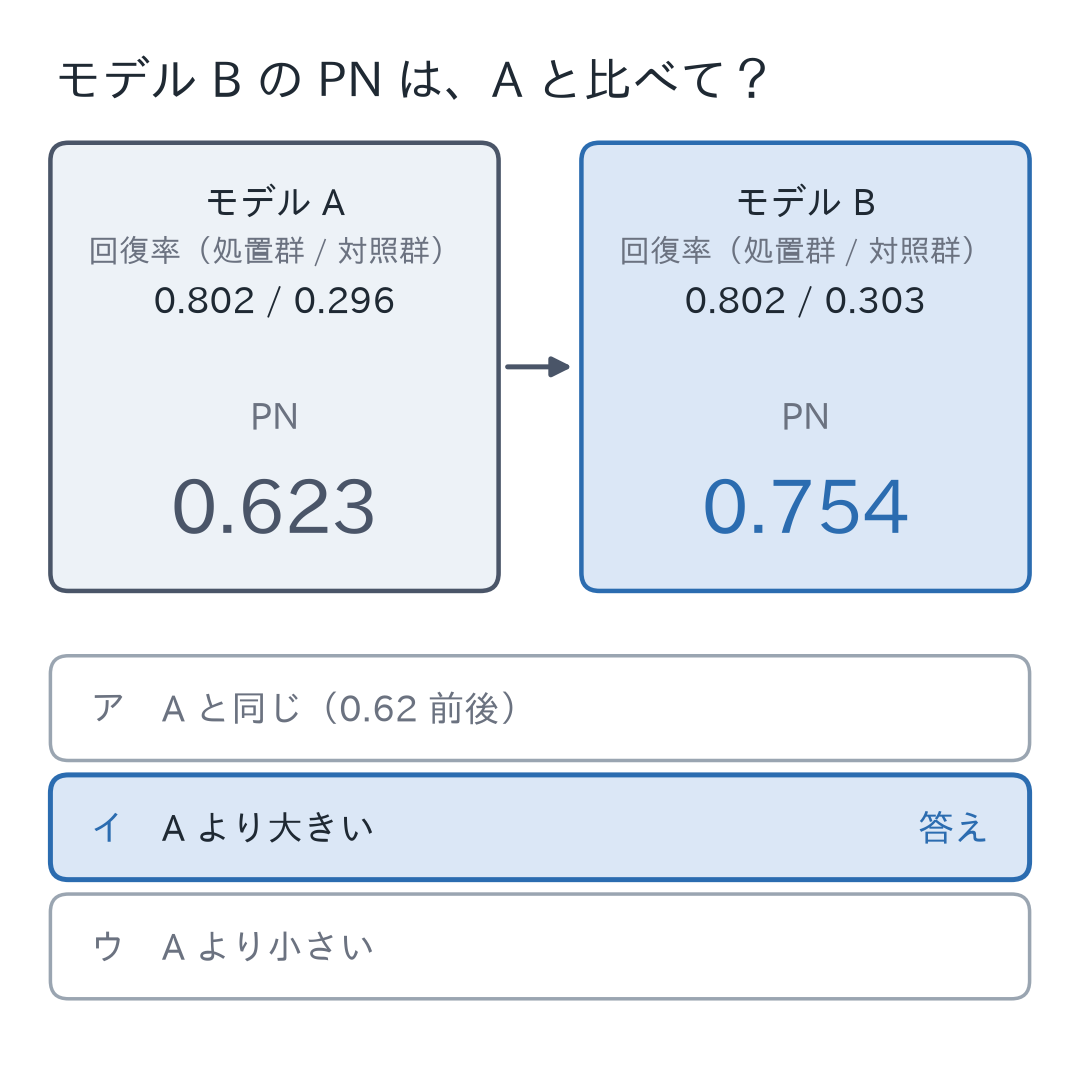 モデル B の PN は、A と比べて？
モデル A
回復率（処置群 / 対照群）
0.802 / 0.296
PN
0.623
モデル B
回復率（処置群 / 対照群）
0.802 / 0.303
PN
0.754
ア A と同じ（0.62 前後）
イ A より大きい 答え
ウ A より小さい